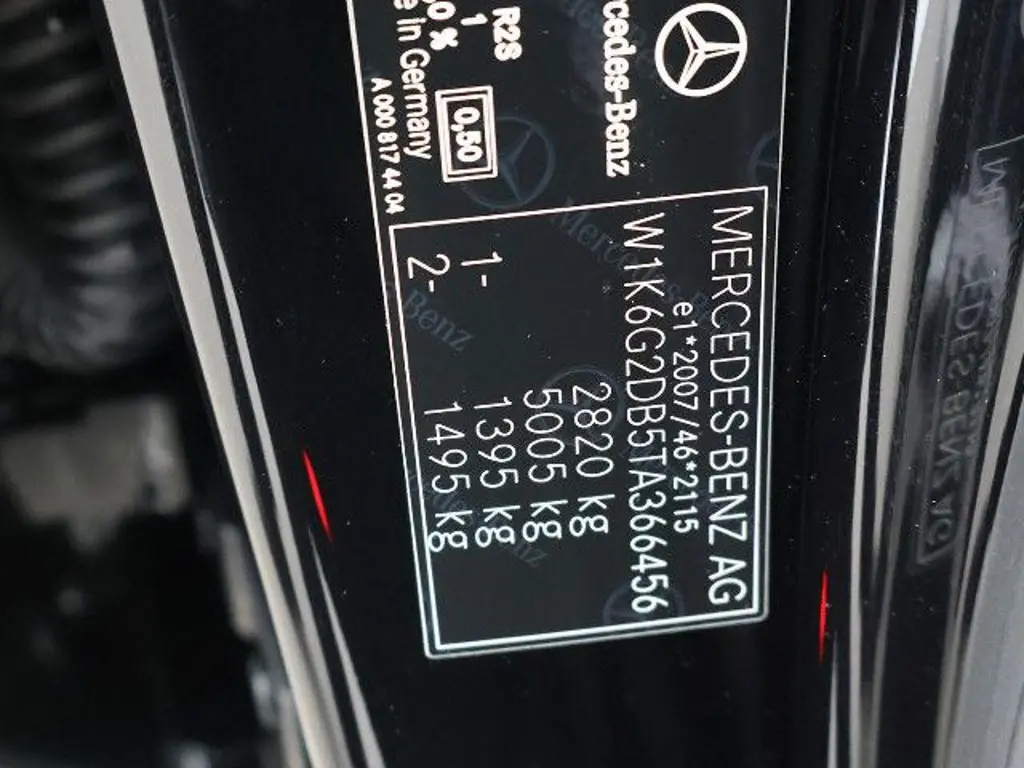 Mercedes-Benz
R2S
1
0,50
in Germany
A 000 817 44 04
MERCEDES-BENZ AG
e1*2007/46*2115
W1K6G2DB5TA366456
2820 kg
5005 kg
1- 1395 kg
2- 1495 kg